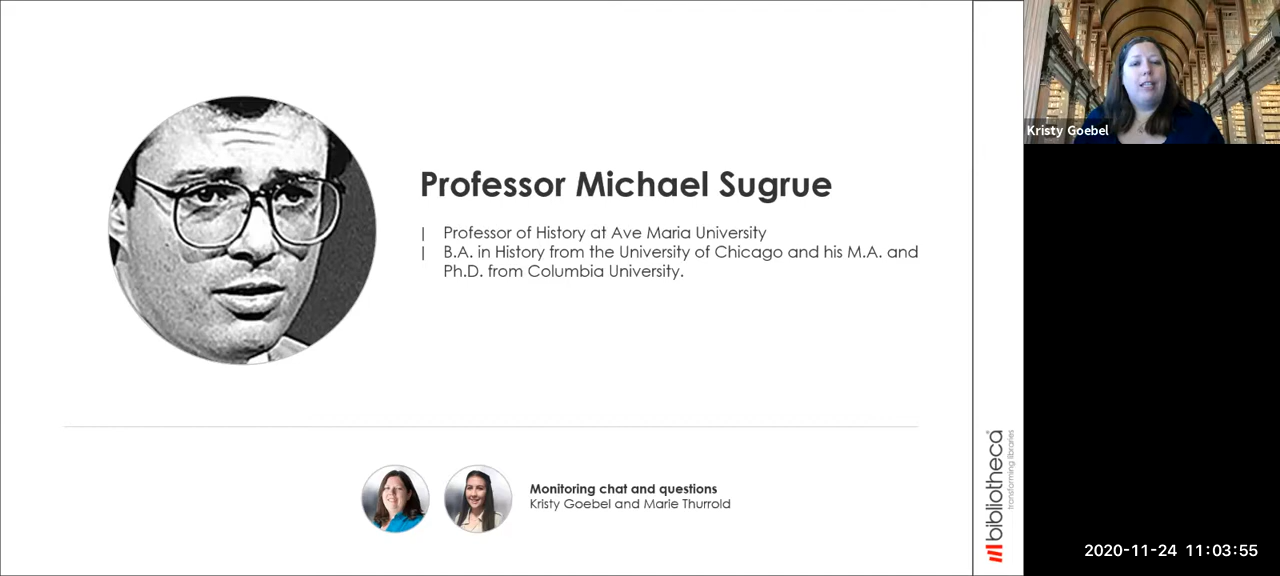 Professor Michael Sugrue
| Professor of History at Ave Maria University
| B.A. in History from the University of Chicago and his M.A. and
Ph.D. from Columbia University.
Monitoring chat and questions
Kristy Goebel and Marie Thurrold
bibliotheca®
transforming libraries
Kristy Goebel
2020-11-24 11:03:55